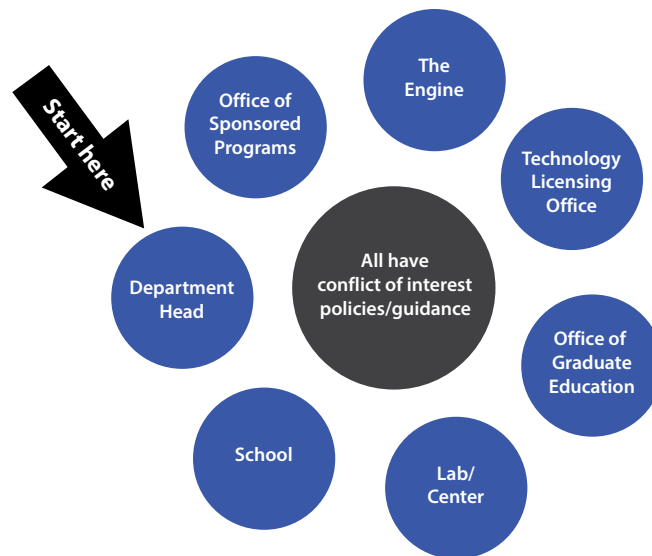 Start here
The
Engine
Office of
Sponsored
Programs
Technology
Licensing
Office
All have
conflict of interest
policies/guidance
Department
Head
Office of
Graduate
Education
School
Lab/
Center